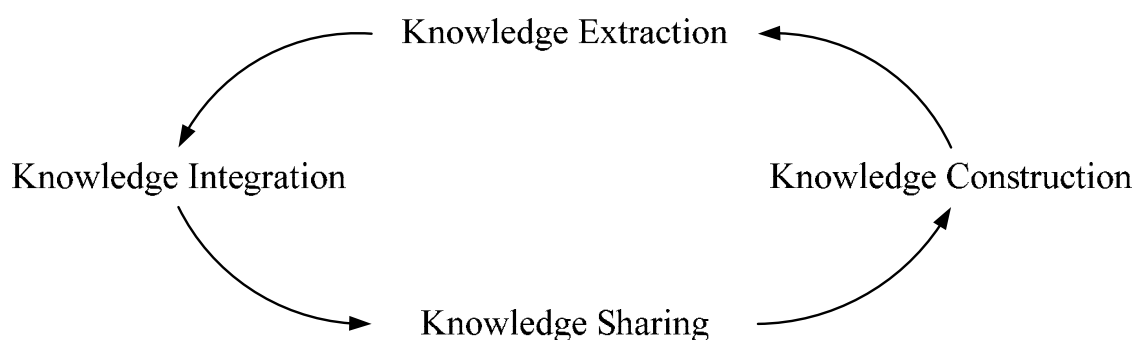 Knowledge Extraction
Knowledge Integration
Knowledge Construction
Knowledge Sharing